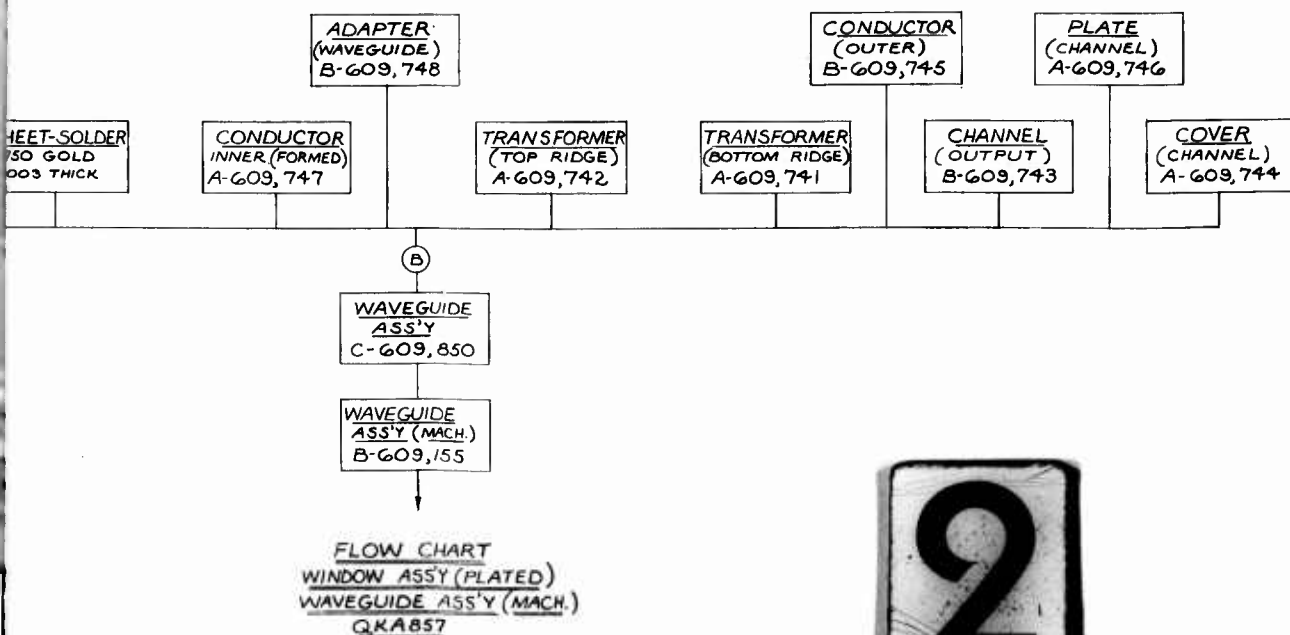 ADAPTER
(WAVEGUIDE)
B-609,748
CONDUCTOR
(OUTER)
B-609,745
PLATE
(CHANNEL)
A-609,746
HEET-SOLDER
750 GOLD
003 THICK
CONDUCTOR
INNER (FORMED)
A-609,747
TRANSFORMER
(TOP RIDGE)
A-609,742
TRANSFORMER
(BOTTOM RIDGE)
A-609,741
CHANNEL
(OUTPUT)
B-609,743
COVER
(CHANNEL)
A-609,744
B
WAVEGUIDE
ASS'Y
C-609,850
WAVEGUIDE
ASS'Y (MACH.)
B-609,155
FLOW CHART
WINDOW ASS'Y (PLATED)
WAVEGUIDE ASS'Y (MACH.)
QKA857
2